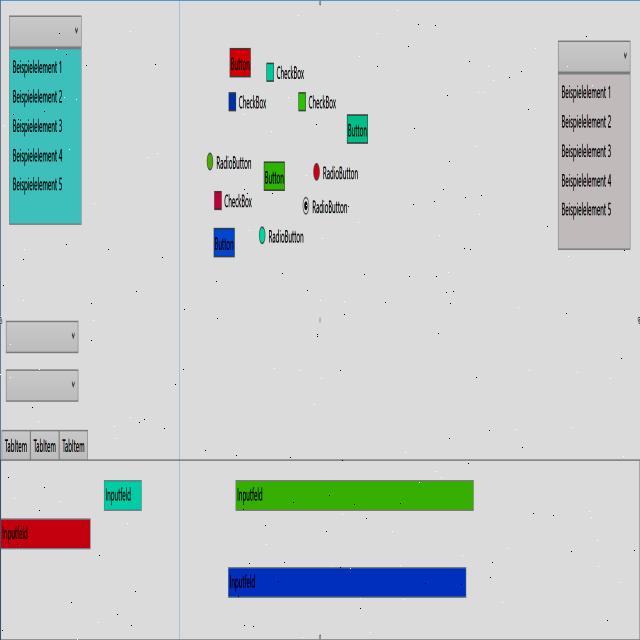 Beispielelement 1
Beispielelement 2
Beispielelement 3
Beispielelement 4
Beispielelement 5
Button
CheckBox
CheckBox
CheckBox
Button
RadioButton
Button
RadioButton
CheckBox
RadioButton
Button
RadioButton
Beispielelement 1
Beispielelement 2
Beispielelement 3
Beispielelement 4
Beispielelement 5
TabItem TabItem TabItem
Inputfeld
Inputfeld
Inputfeld
Inputfeld